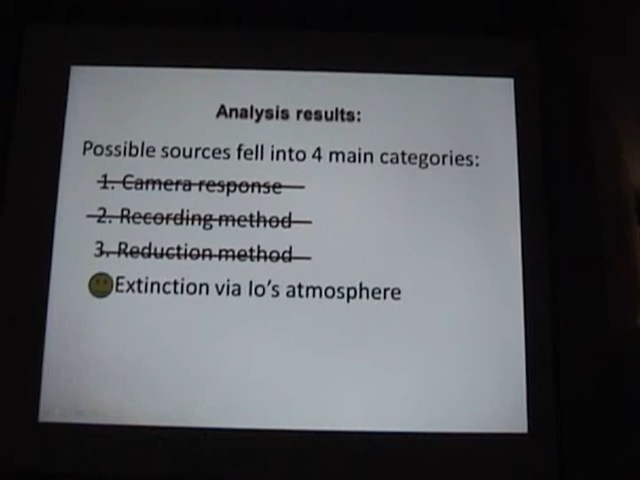 Analysis results:
Possible sources fell into 4 main categories:
1. Camera response
2. Recording method
3. Reduction method
Extinction via Io's atmosphere